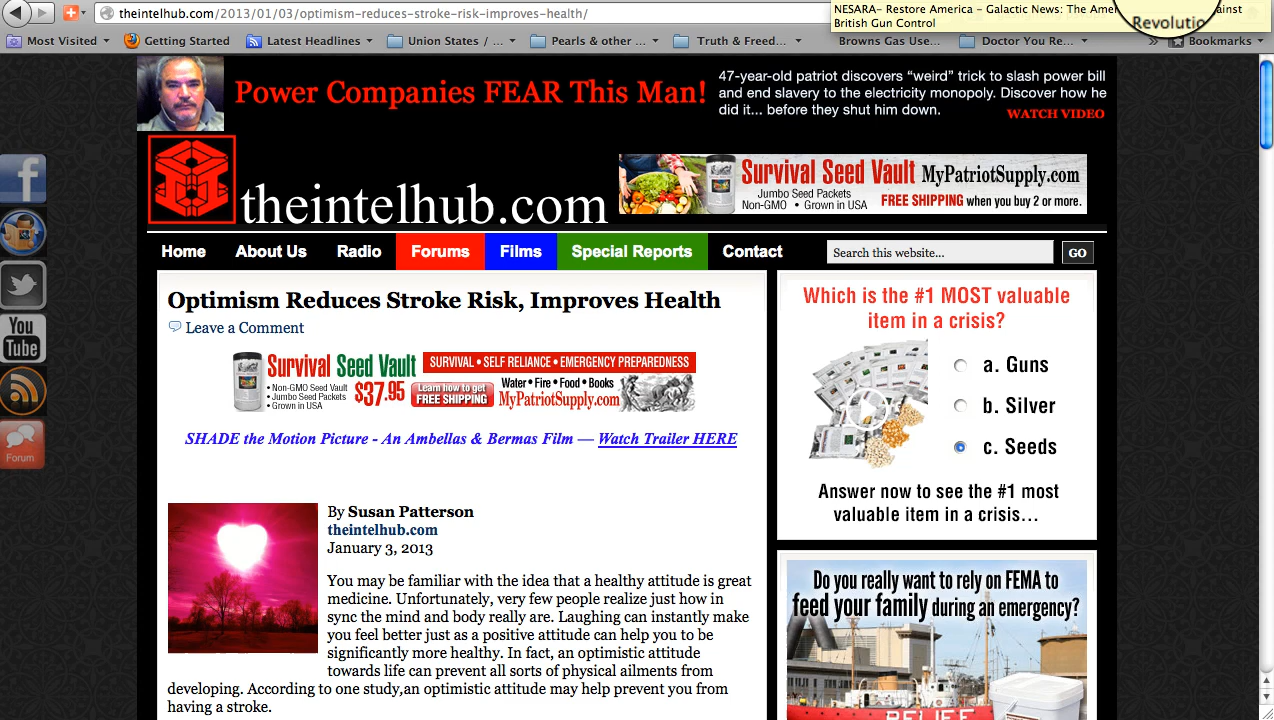 theintelhub.com/2013/01/03/optimism-reduces-stroke-risk-improves-health/
NESARA- Restore America – Galactic News: The Amer
ainst
British Gun Control
Revolutio
Most Visited
Getting Started
Latest Headlines
Union States / ...
Pearls & other ...
Truth & Freed...
Browns Gas Use...
Doctor You Re...
»
Bookmarks
Power Companies FEAR This Man!
47-year-old patriot discovers “weird” trick to slash power bill
and end slavery to the electricity monopoly. Discover how he
did it... before they shut him down.
WATCH VIDEO
theintelhub.com
Survival Seed Vault
MyPatriotSupply.com
Jumbo Seed Packets
Non-GMO • Grown in USA
FREE SHIPPING when you buy 2 or more.
Home
About Us
Radio
Forums
Films
Special Reports
Contact
Search this website...
GO
f
You
Tube
Forum
Optimism Reduces Stroke Risk, Improves Health
Leave a Comment
Survival Seed Vault
SURVIVAL • SELF RELIANCE • EMERGENCY PREPAREDNESS
• Non-GMO Seed Vault
• Jumbo Seed Packets
• Grown in USA
$37.95
Learn how to get
FREE SHIPPING
Water • Fire • Food • Books
MyPatriotSupply.com
SHADE the Motion Picture - An Ambellas & Bermas Film — Watch Trailer HERE
By Susan Patterson
theintelhub.com
January 3, 2013
You may be familiar with the idea that a healthy attitude is great
medicine. Unfortunately, very few people realize just how in
sync the mind and body really are. Laughing can instantly make
you feel better just as a positive attitude can help you to be
significantly more healthy. In fact, an optimistic attitude
towards life can prevent all sorts of physical ailments from
developing. According to one study,an optimistic attitude may help prevent you from
having a stroke.
Which is the #1 MOST valuable
item in a crisis?
a. Guns
b. Silver
c. Seeds
Answer now to see the #1 most
valuable item in a crisis...
Do you really want to rely on FEMA to
feed your family during an emergency?
RELIEF